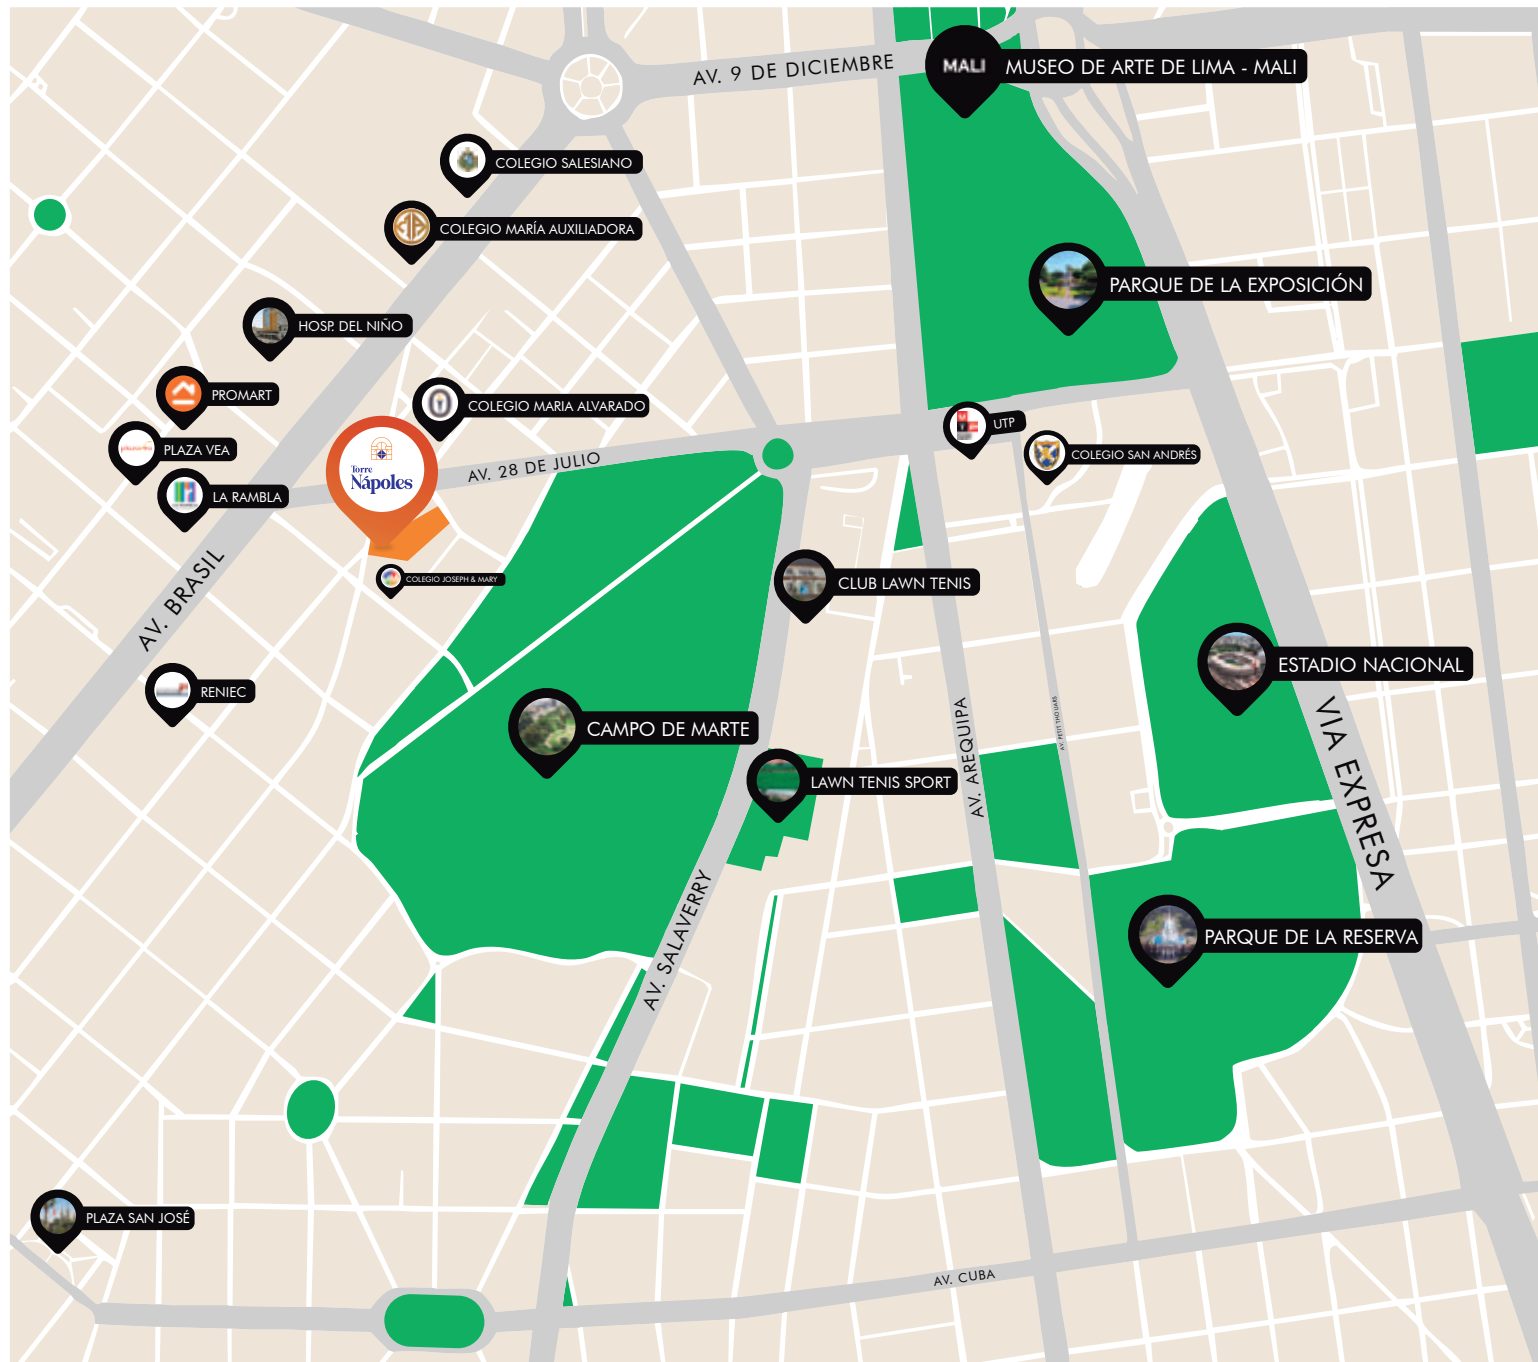 AV. 9 DE DICIEMBRE
MALI
MUSEO DE ARTE DE LIMA - MALI
COLEGIO SALESIANO
COLEGIO MARÍA AUXILIADORA
PARQUE DE LA EXPOSICIÓN
HOSP. DEL NIÑO
PROMART
COLEGIO MARIA ALVARADO
UTP
PLAZA VEA
COLEGIO SAN ANDRÉS
AV. 28 DE JULIO
Torre
Nápoles
LA RAMBLA
COLEGIO JOSEPH & MARY
CLUB LAWN TENIS
AV. BRASIL
ESTADIO NACIONAL
RENIEC
CAMPO DE MARTE
AV. AREQUIPA
AV. PETIT THOUARS
VIA EXPRESA
LAWN TENIS SPORT
AV. SALAVERRY
PARQUE DE LA RESERVA
PLAZA SAN JOSÉ
AV. CUBA